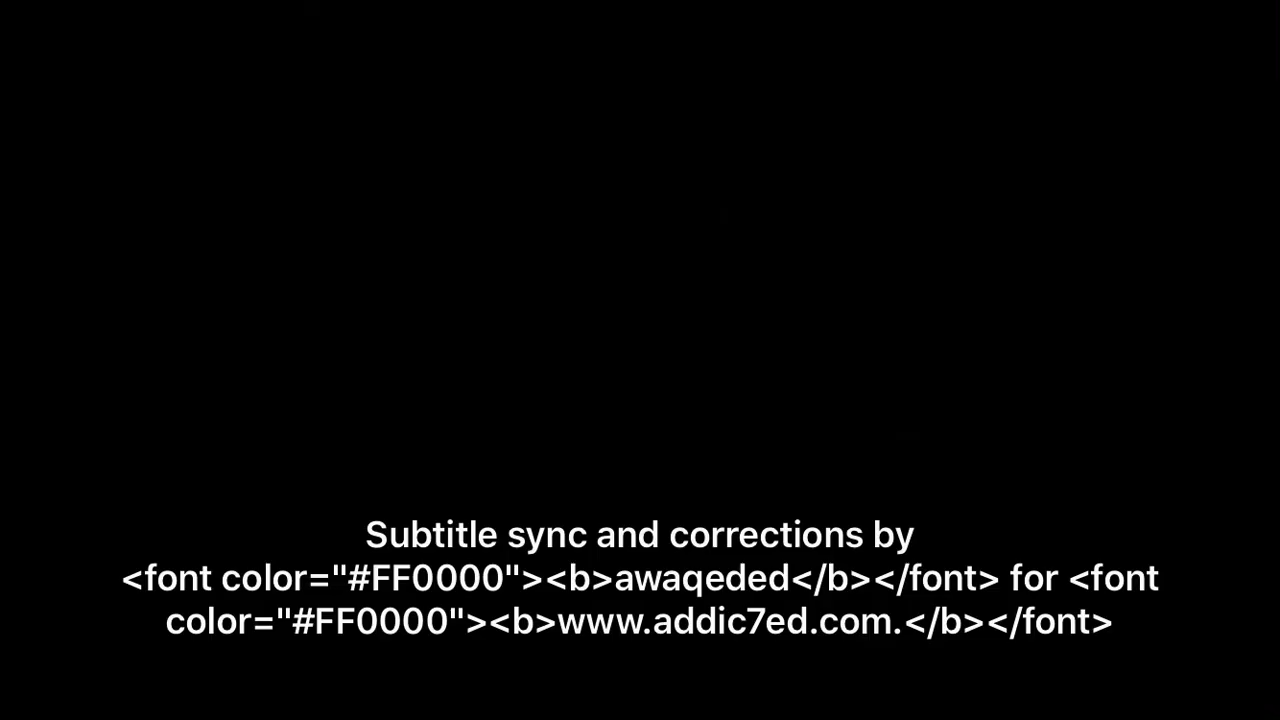 Subtitle sync and corrections by
<font color="#FF0000"><b>awaqeded</b></font> for <font
color="#FF0000"><b>www.addic7ed.com.</b></font>